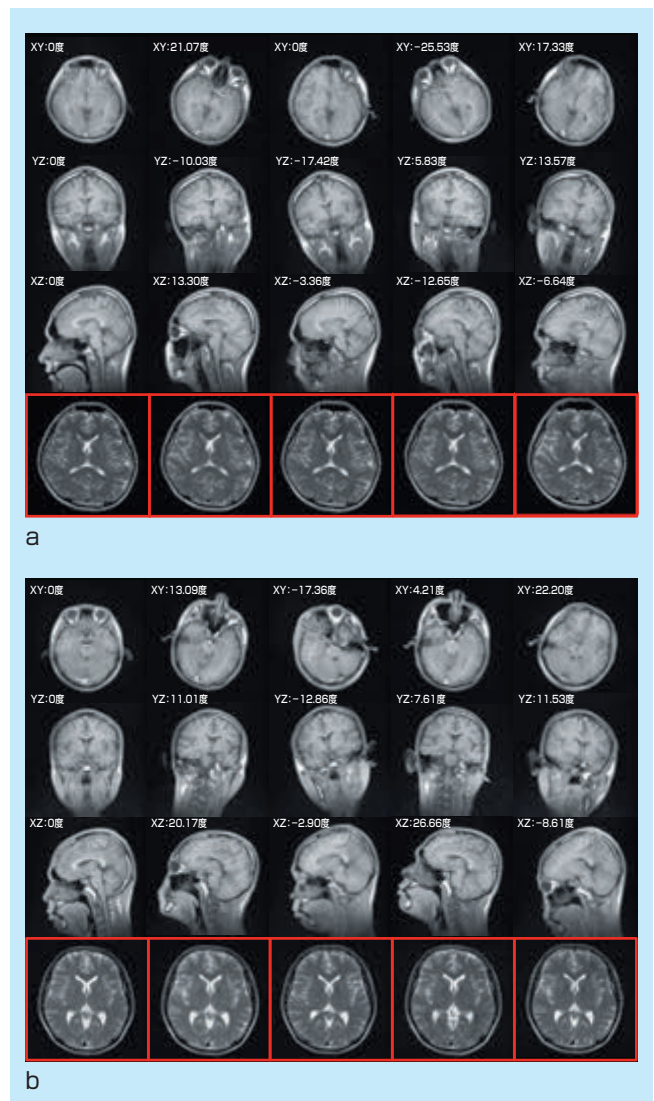 XY:0度 XY:21.07度 XY:0度 XY:-25.53度 XY:17.33度
YZ:0度 YZ:-10.03度 YZ:-17.42度 YZ:5.83度 YZ:13.57度
XZ:0度 XZ:13.30度 XZ:-3.36度 XZ:-12.65度 XZ:-6.64度
a
XY:0度 XY:13.09度 XY:-17.36度 XY:4.21度 XY:22.20度
YZ:0度 YZ:11.01度 YZ:-12.86度 YZ:7.61度 YZ:11.53度
XZ:0度 XZ:20.17度 XZ:-2.90度 XZ:26.66度 XZ:-8.61度
b